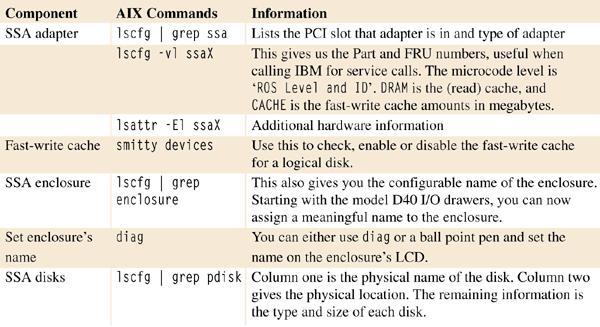 Component AIX Commands Information
SSA adapter lscfg | grep ssa Lists the PCI slot that adapter is in and type of adapter
lscfg -vl ssaX This gives us the Part and FRU numbers, useful when
calling IBM for service calls. The microcode level is
‘ROS Level and ID’. DRAM is the (read) cache, and
CACHE is the fast-write cache amounts in megabytes.
lsattr -El ssaX Additional hardware information
Fast-write cache smitty devices Use this to check, enable or disable the fast-write cache
for a logical disk.
SSA enclosure lscfg | grep This also gives you the configurable name of the enclosure.
enclosure Starting with the model D40 I/O drawers, you can now
assign a meaningful name to the enclosure.
Set enclosure’s diag You can either use diag or a ball point pen and set the
name name on the enclosure’s LCD.
SSA disks lscfg | grep pdisk Column one is the physical name of the disk. Column two
gives the physical location. The remaining information is
the type and size of each disk.